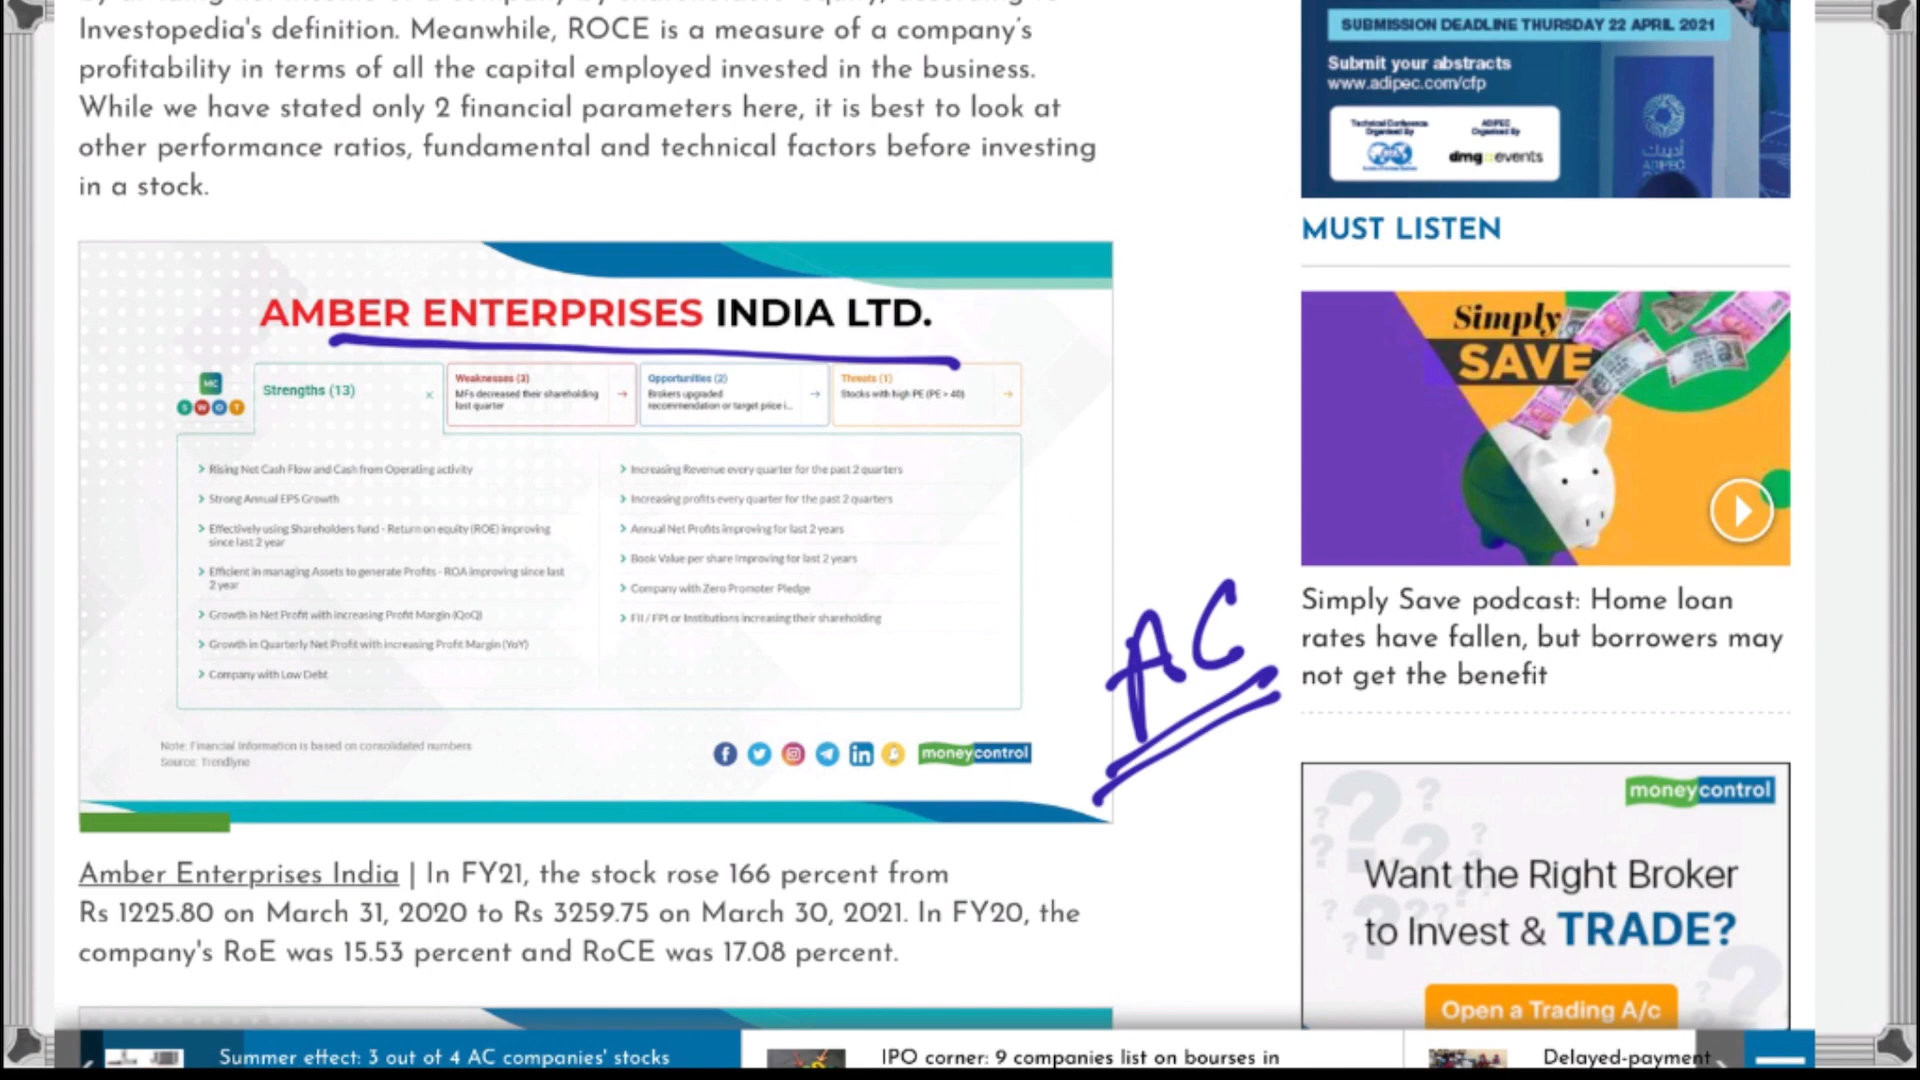 Investopedia's definition. Meanwhile, ROCE is a measure of a company's
profitability in terms of all the capital employed invested in the business.
While we have stated only 2 financial parameters here, it is best to look at
other performance ratios, fundamental and technical factors before investing
in a stock.
AMBER ENTERPRISES INDIA LTD.
MC
S W O T
Strengths (13)
Weaknesses (3)
MFs decreased their shareholding
last quarter
Opportunities (2)
Brokers upgraded
recommendation or target price i...
Threats (1)
Stocks with high PE (PE > 40)
Rising Net Cash Flow and Cash from Operating activity
Strong Annual EPS Growth
Effectively using Shareholders fund - Return on equity (ROE) improving
since last 2 year
Efficient in managing Assets to generate Profits - ROA improving since last
2 year
Growth in Net Profit with increasing Profit Margin (QoQ)
Growth in Quarterly Net Profit with increasing Profit Margin (YoY)
Company with Low Debt
Increasing Revenue every quarter for the past 2 quarters
Increasing profits every quarter for the past 2 quarters
Annual Net Profits improving for last 2 years
Book Value per share Improving for last 2 years
Company with Zero Promoter Pledge
FII / FPI or Institutions increasing their shareholding
Note: Financial Information is based on consolidated numbers
Source: Trendlyne
moneycontrol
AC
Amber Enterprises India | In FY21, the stock rose 166 percent from
Rs 1225.80 on March 31, 2020 to Rs 3259.75 on March 30, 2021. In FY20, the
company's RoE was 15.53 percent and RoCE was 17.08 percent.
SUBMISSION DEADLINE THURSDAY 22 APRIL 2021
Submit your abstracts
www.adipec.com/cfp
Technical Conference
Organised By
ADIPEC
Organised By
dmg events
ADIPEC
MUST LISTEN
Simply
SAVE
Simply Save podcast: Home loan
rates have fallen, but borrowers may
not get the benefit
moneycontrol
Want the Right Broker
to Invest & TRADE?
Open a Trading A/c
Summer effect: 3 out of 4 AC companies' stocks
IPO corner: 9 companies list on bourses in
Delayed-payment